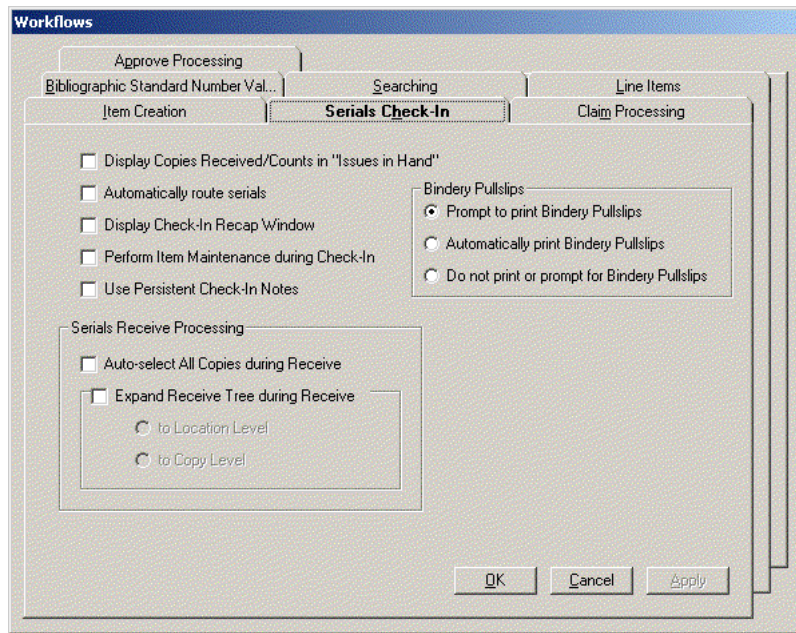 Workflows
Approve Processing
Bibliographic Standard Number Val...
Searching
Line Items
Item Creation
Serials Check-In
Claim Processing
Display Copies Received/Counts in "Issues in Hand"
Automatically route serials
Display Check-In Recap Window
Perform Item Maintenance during Check-In
Use Persistent Check-In Notes
Bindery Pullslips
Prompt to print Bindery Pullslips
Automatically print Bindery Pullslips
Do not print or prompt for Bindery Pullslips
Serials Receive Processing
Auto-select All Copies during Receive
Expand Receive Tree during Receive
to Location Level
to Copy Level
OK
Cancel
Apply